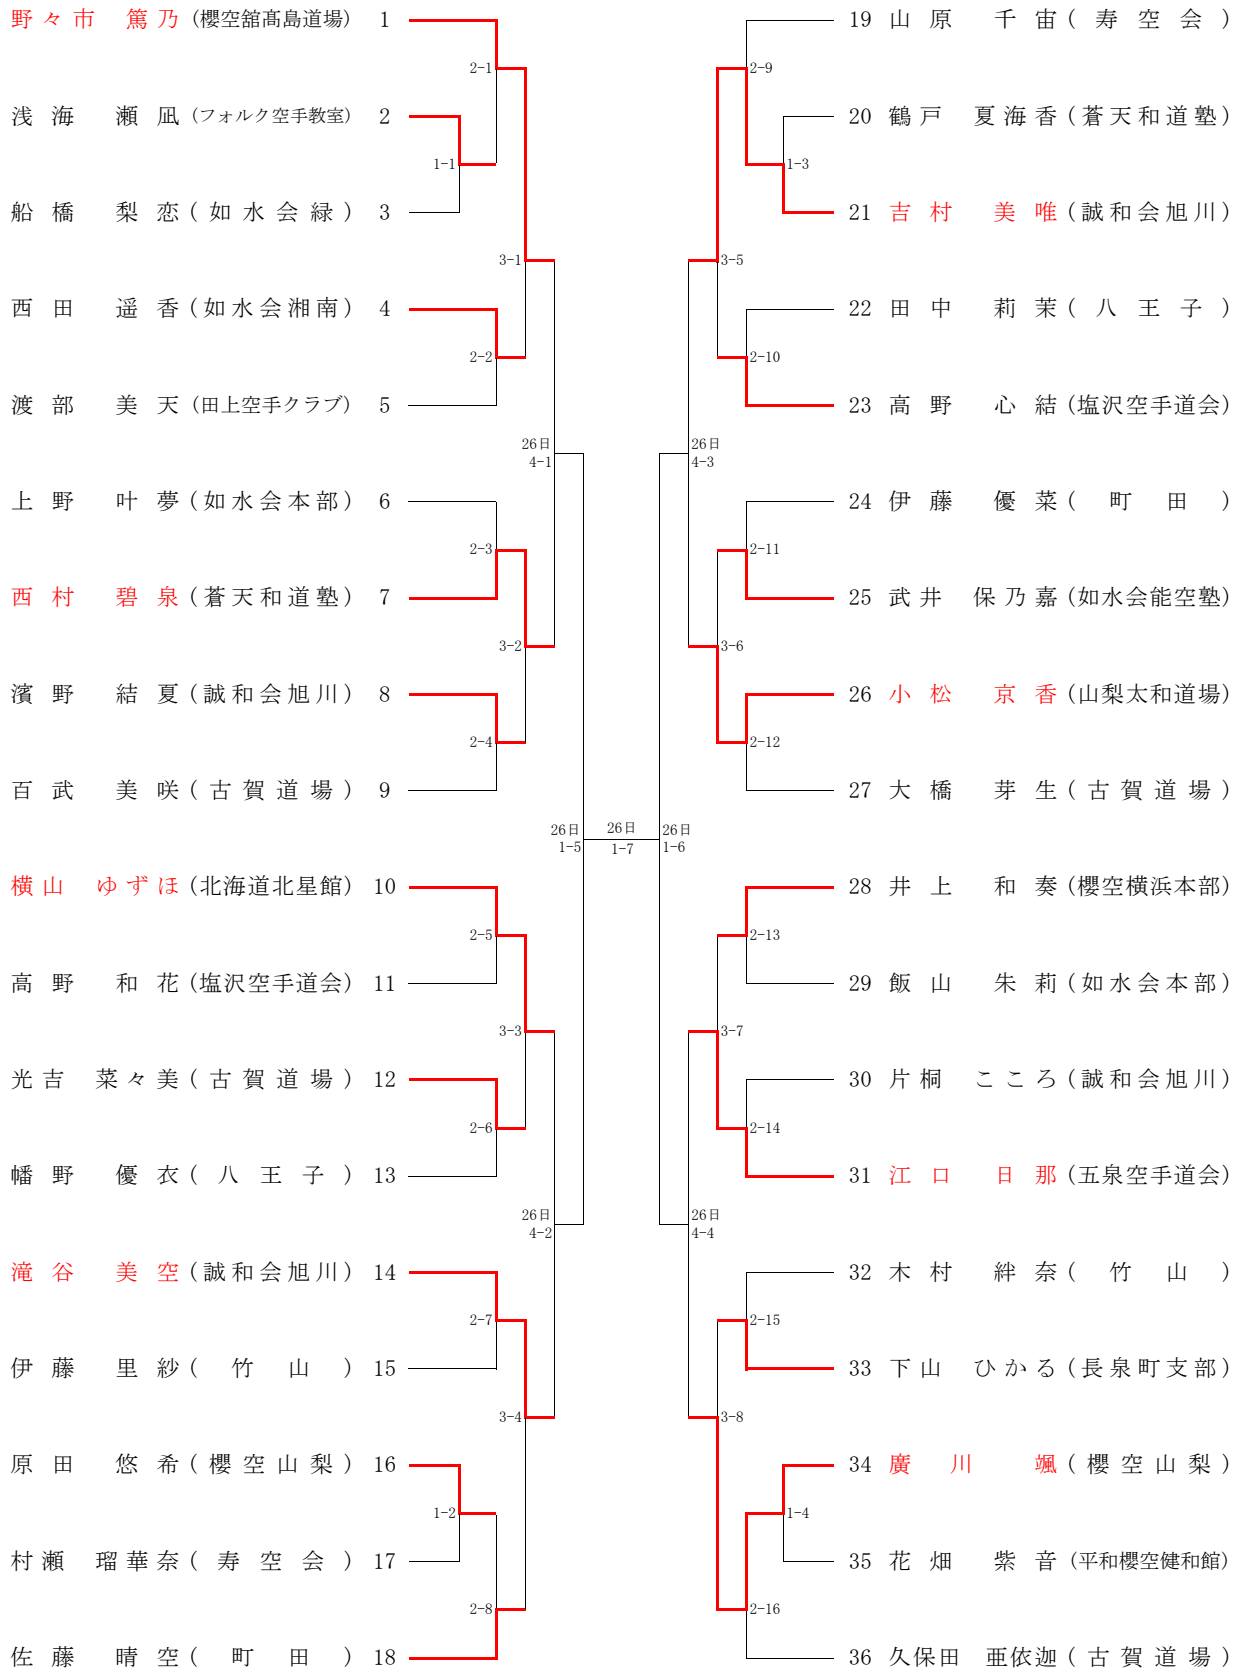 野々市 篤乃 (櫻空舘髙島道場) 1
2-1
浅海 瀬凪 (フォルク空手教室) 2
1-1
船橋 梨恋 (如水会緑) 3
3-1
西田 遥香 (如水会湘南) 4
2-2
渡部 美天 (田上空手クラブ) 5
26日
4-1
上野 叶夢 (如水会本部) 6
2-3
西村 碧泉 (蒼天和道塾) 7
3-2
濱野 結夏 (誠和会旭川) 8
2-4
百武 美咲 (古賀道場) 9
26日
1-5
横山 ゆずほ (北海道北星館) 10
2-5
高野 和花 (塩沢空手道会) 11
3-3
光吉 菜々美 (古賀道場) 12
2-6
幡野 優衣 (八王子) 13
26日
4-2
滝谷 美空 (誠和会旭川) 14
2-7
伊藤 里紗 (竹山) 15
3-4
原田 悠希 (櫻空山梨) 16
1-2
村瀬 瑠華奈 (寿空会) 17
2-8
佐藤 晴空 (町田) 18
26日
1-7
19 山原 千宙 (寿空会)
2-9
20 鶴戸 夏海香 (蒼天和道塾)
1-3
21 吉村 美唯 (誠和会旭川)
3-5
22 田中 莉茉 (八王子)
2-10
23 高野 心結 (塩沢空手道会)
26日
4-3
24 伊藤 優菜 (町田)
2-11
25 武井 保乃嘉 (如水会能空塾)
3-6
26 小松 京香 (山梨太和道場)
2-12
27 大橋 芽生 (古賀道場)
26日
1-6
28 井上 和奏 (櫻空横浜本部)
2-13
29 飯山 朱莉 (如水会本部)
3-7
30 片桐 こころ (誠和会旭川)
2-14
31 江口 日那 (五泉空手道会)
26日
4-4
32 木村 絆奈 (竹山)
2-15
33 下山 ひかる (長泉町支部)
3-8
34 廣川 颯 (櫻空山梨)
1-4
35 花畑 紫音 (平和櫻空健和館)
2-16
36 久保田 亜依迦 (古賀道場)